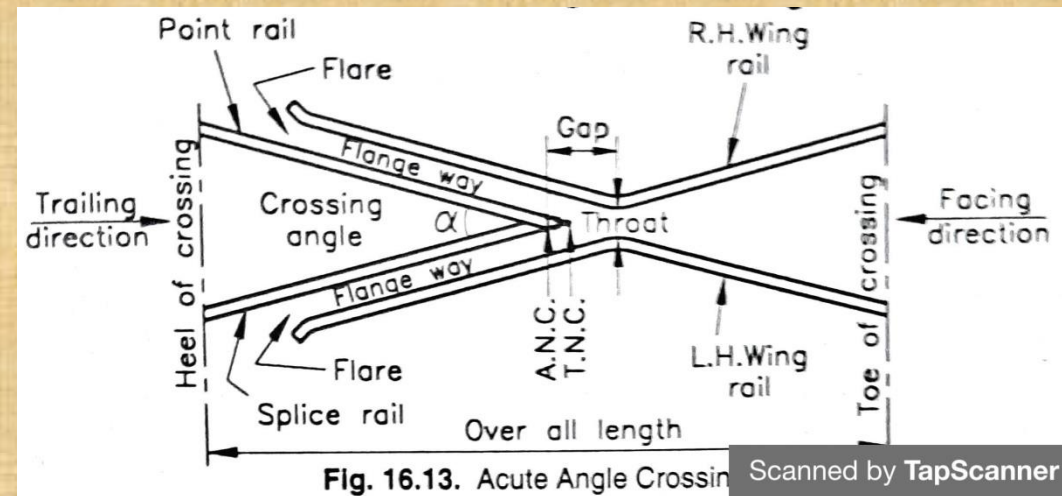 Point rail
Flare
R.H.Wing
rail
Gap
Flange way
Heel of crossing
Trailing
direction
Crossing
angle
α
Throat
Facing
direction
Flange way
A.N.C.
T.N.C.
Toe of crossing
Flare
Splice rail
L.H.Wing
rail
Over all length
Fig. 16.13. Acute Angle Crossin
Scanned by TapScanner